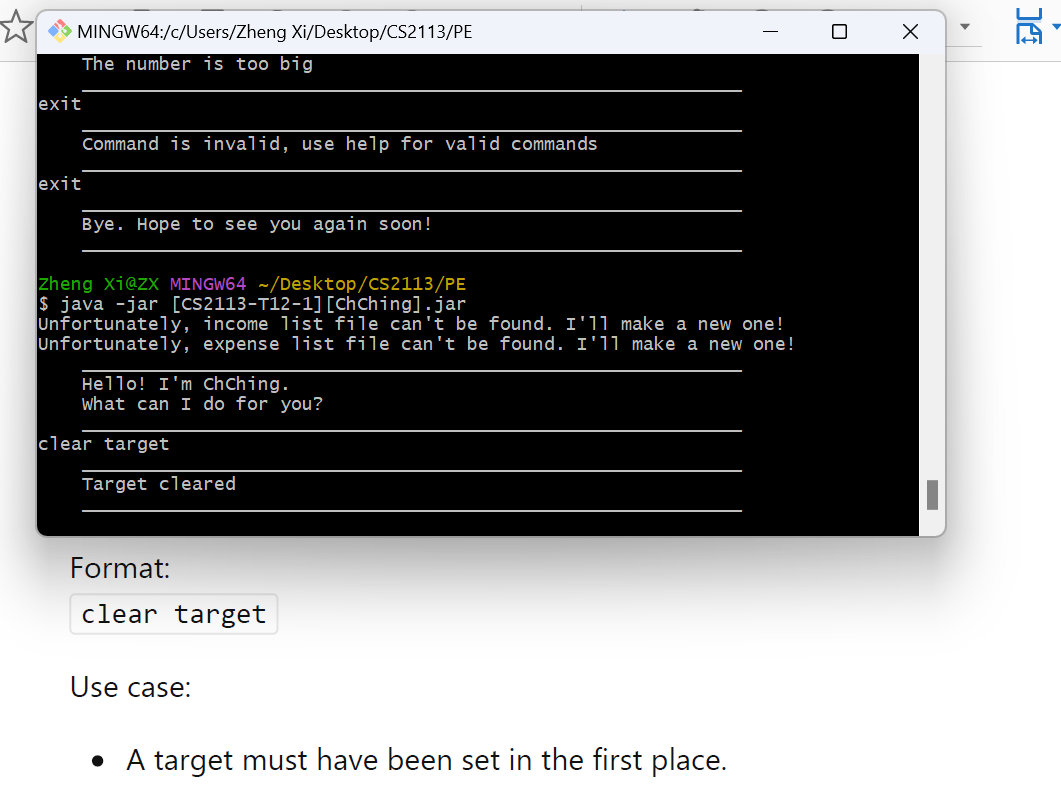 MINGW64:/c/Users/Zheng Xi/Desktop/CS2113/PE
The number is too big
exit
Command is invalid, use help for valid commands
exit
Bye. Hope to see you again soon!
Zheng Xi@ZX MINGW64 ~/Desktop/CS2113/PE
$ java -jar [CS2113-T12-1][ChChing].jar
Unfortunately, income list file can't be found. I'll make a new one!
Unfortunately, expense list file can't be found. I'll make a new one!
Hello! I'm ChChing.
What can I do for you?
clear target
Target cleared
Format:
clear target
Use case:
• A target must have been set in the first place.